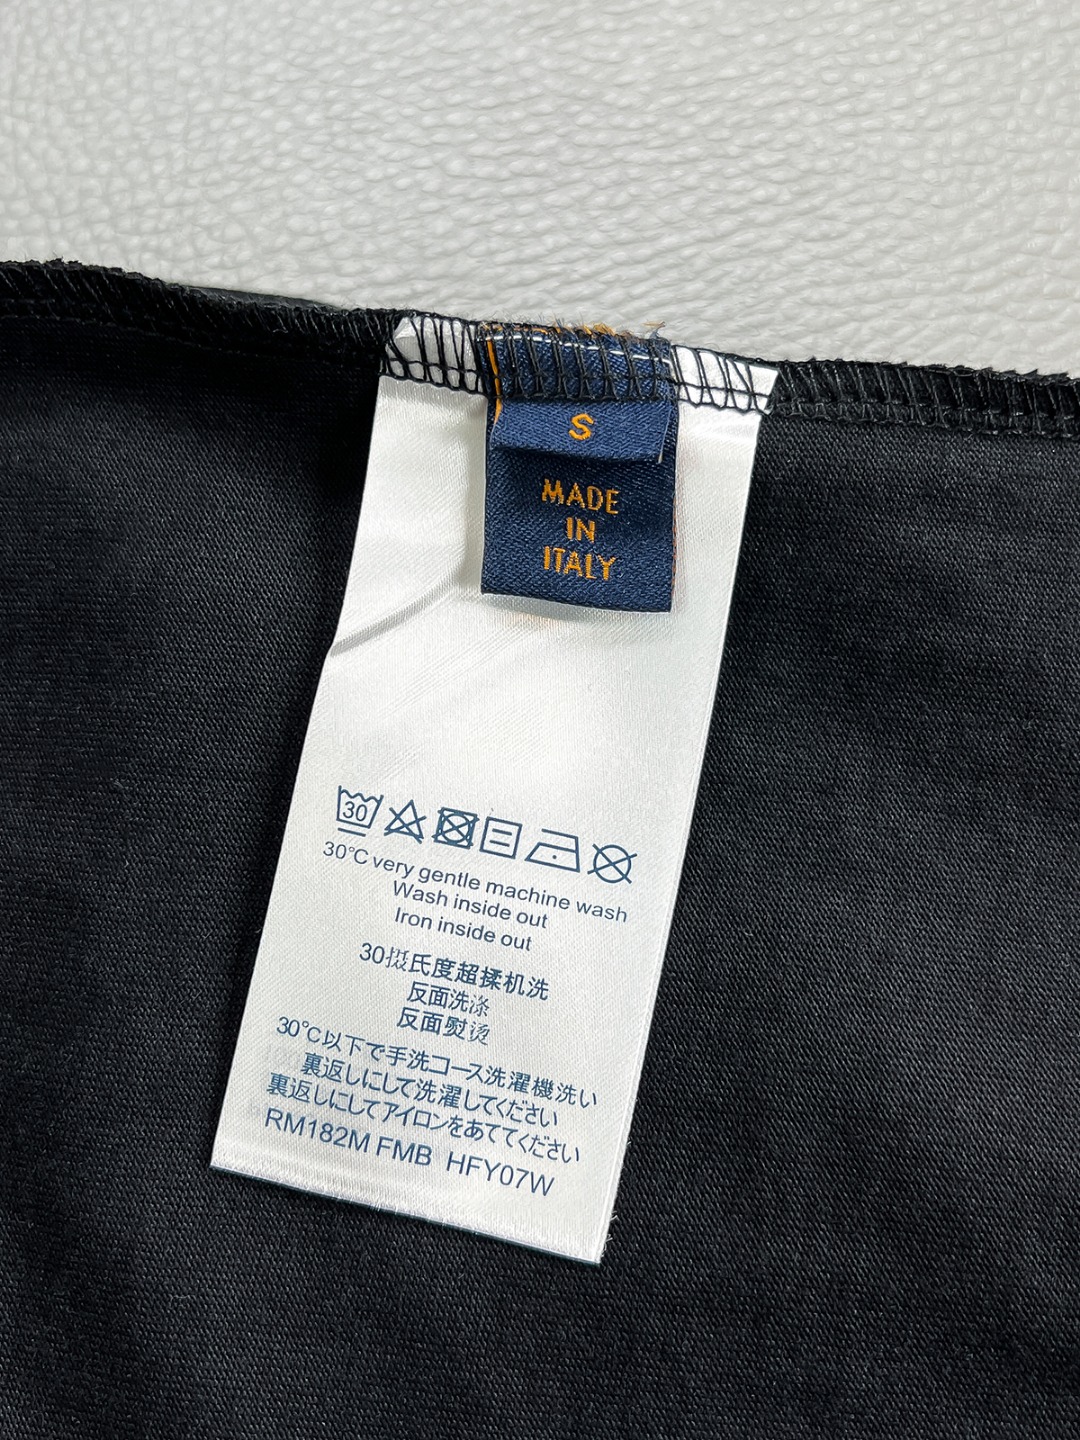 S
MADE
IN
ITALY
30
30°C very gentle machine wash
Wash inside out
Iron inside out
30挝氏度超揉机洗
反面洗涤
反面熨烫
30°C以下で手洗コース洗濯機洗い
裏返しにして洗濯してください
裏返しにしてアイロンをあててください
RM182M FMB HFY07W